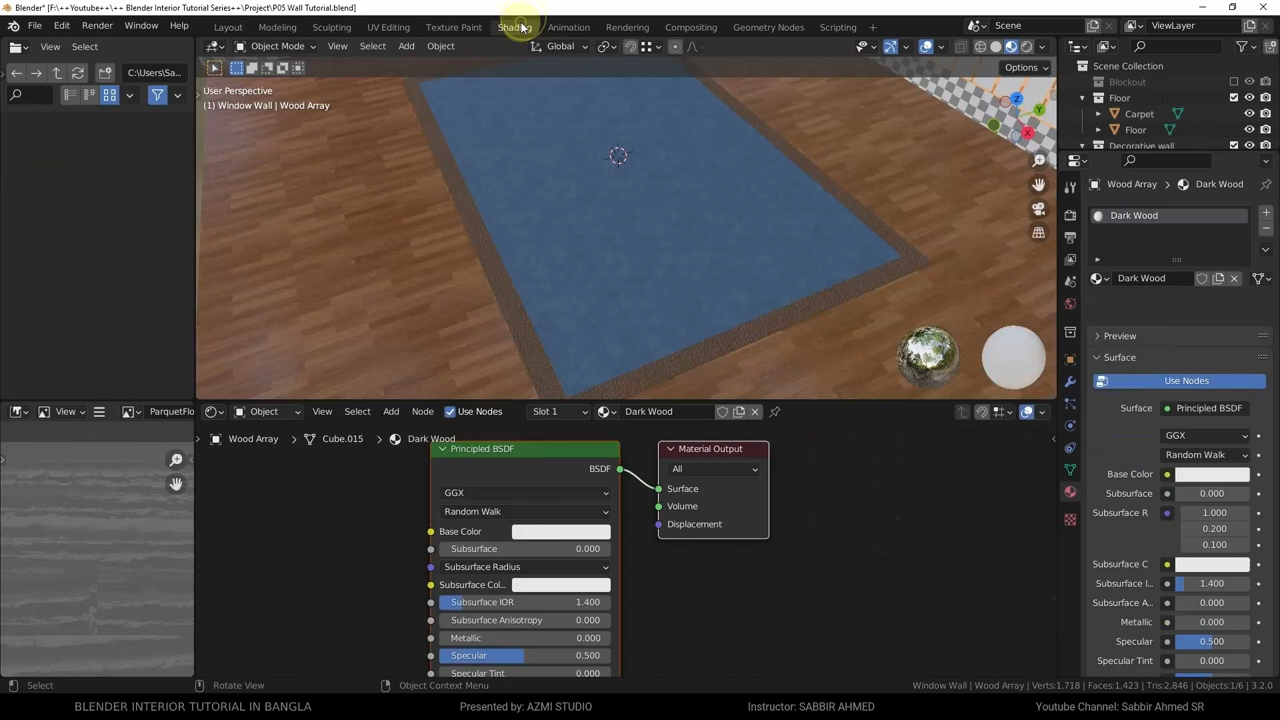 Blender* [F:\++Youtube++\++ Blender Interior Tutorial Series++\Project\P05 Wall Tutorial.blend]
File Edit Render Window Help Layout Modeling Sculpting UV Editing Texture Paint Shading Animation Rendering Compositing Geometry Nodes Scripting + Scene ViewLayer
View Select Object Mode View Select Add Object Global
C:\Users\Sa... Options
User Perspective
(1) Window Wall | Wood Array
Z
Y
X
Scene Collection
Blockout
Floor
Carpet
Floor
Decorative wall
Wood Array Dark Wood
Dark Wood
Dark Wood
Preview
Surface
Use Nodes
Surface Principled BSDF
GGX
Random Walk
Base Color
Subsurface 0.000
Subsurface R 1.000
0.200
0.100
Subsurface C
Subsurface I... 1.400
Subsurface A... 0.000
Metallic 0.000
Specular 0.500
Specular Tint 0.000
View ParquetFlo Object View Select Add Node Use Nodes Slot 1 Dark Wood
Wood Array > Cube.015 > Dark Wood
Principled BSDF
BSDF
GGX
Random Walk
Base Color
Subsurface 0.000
Subsurface Radius
Subsurface Col...
Subsurface IOR 1.400
Subsurface Anisotropy 0.000
Metallic 0.000
Specular 0.500
Specular Tint 0.000
Material Output
All
Surface
Volume
Displacement
Select Rotate View Object Context Menu Window Wall | Wood Array | Verts:1,718 | Faces:1,423 | Tris:2,846 | Objects:1/6 | 3.2.0
BLENDER INTERIOR TUTORIAL IN BANGLA Presented by: AZMI STUDIO Instructor: SABBIR AHMED Youtube Channel: Sabbir Ahmed SR